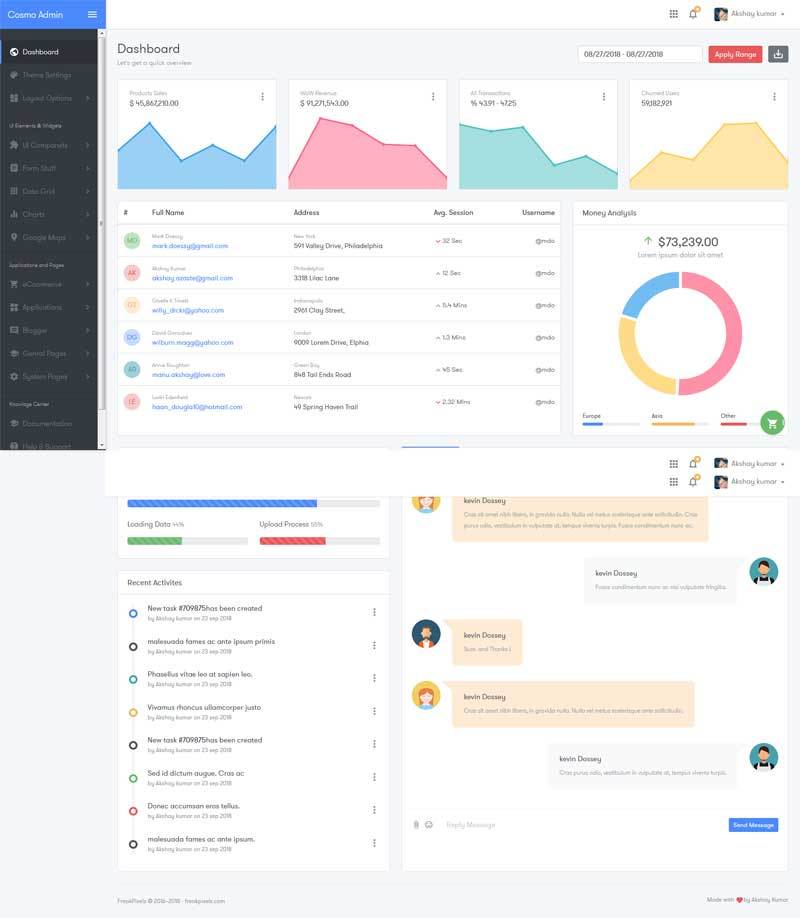 Cosmo Admin
Akshay kumar
Dashboard
Theme Settings
Layout Options
UI Elements & Widgets
UI Companels
Form Stuff
Data Grid
Charts
Google Maps
Applications and Pages
eCommerce
Applications
Blogger
Genral Pages
System Pages
Knowlage Center
Documentation
Help & Support
Dashboard
Let's get a quick overview
08/27/2018 - 08/27/2018
Apply Range
Products Sales
$ 45,867,210.00
WoW Revenue
$ 91,271,543.00
All Transactions
% 43.91 - 47.25
Churned Users
59,182,921
# Full Name Address Avg. Session Username
MD Mark Doessy New York
mark.doessy@gmail.com 591 Valley Drive, Philadelphia 32 Sec @mdo
AK Akshay Kumar Philadelphia
akshay.azaste@gmail.com 3318 Lilac Lane 12 Sec @mdo
Indianapolis
willy_dicki@yahoo.com 2961 Clay Street, 5.4 Mins @mdo
DG David Gonsalves London
wilburn.magg@yahoo.com 9009 Lorem Drive, Elphia 1.3 Mins @mdo
Annie Roughton Green Bay
manu.akshay@love.com 848 Tail Ends Road 45 Sec @mdo
LE Newark
haan_dougla10@hotmail.com 49 Spring Haven Trail 2.32 Mins @mdo
Money Analysis
$73,239.00
Lorem ipsum dolor sit amet
Europe Asia Other
Akshay kumar
Akshay kumar
Loading Data 44%
Upload Process 55%
Recent Activites
New task #709875has been created
by Akshay kumar on 23 sep 2018
malesuada fames ac ante ipsum primis
by Akshay kumar on 23 sep 2018
Phasellus vitae leo at sapien leo.
by Akshay kumar on 23 sep 2018
Vivamus rhoncus ullamcorper justo
by Akshay kumar on 23 sep 2018
New task #709875has been created
by Akshay kumar on 23 sep 2018
Sed id dictum augue. Cras ac
by Akshay kumar on 23 sep 2018
Donec accumsan eros tellus.
by Akshay kumar on 23 sep 2018
malesuada fames ac ante ipsum.
by Akshay kumar on 23 sep 2018
kevin Dossey
Cras sit amet nibh libero, in gravida nulla. Nulla vel metus scelerisque ante sollicitudin. Cras
purus odio, vestibulum in vulputate at, tempus viverra turpis. Fusce condimentum nunc ac.
kevin Dossey
Fusce condimentum nunc ac nisi vulputate fringilla.
kevin Dossey
Sure. and Thanks !
kevin Dossey
Cras sit amet nibh libero, in gravida nulla. Nulla vel metus scelerisque ante sollicitudin.
kevin Dossey
Cras purus odio, vestibulum in vulputate at, tempus viverra turpis.
Reply Message
Send Message
FreakPixels © 2016-2018 · freakpixels.com
Made with by Akshay Kumar